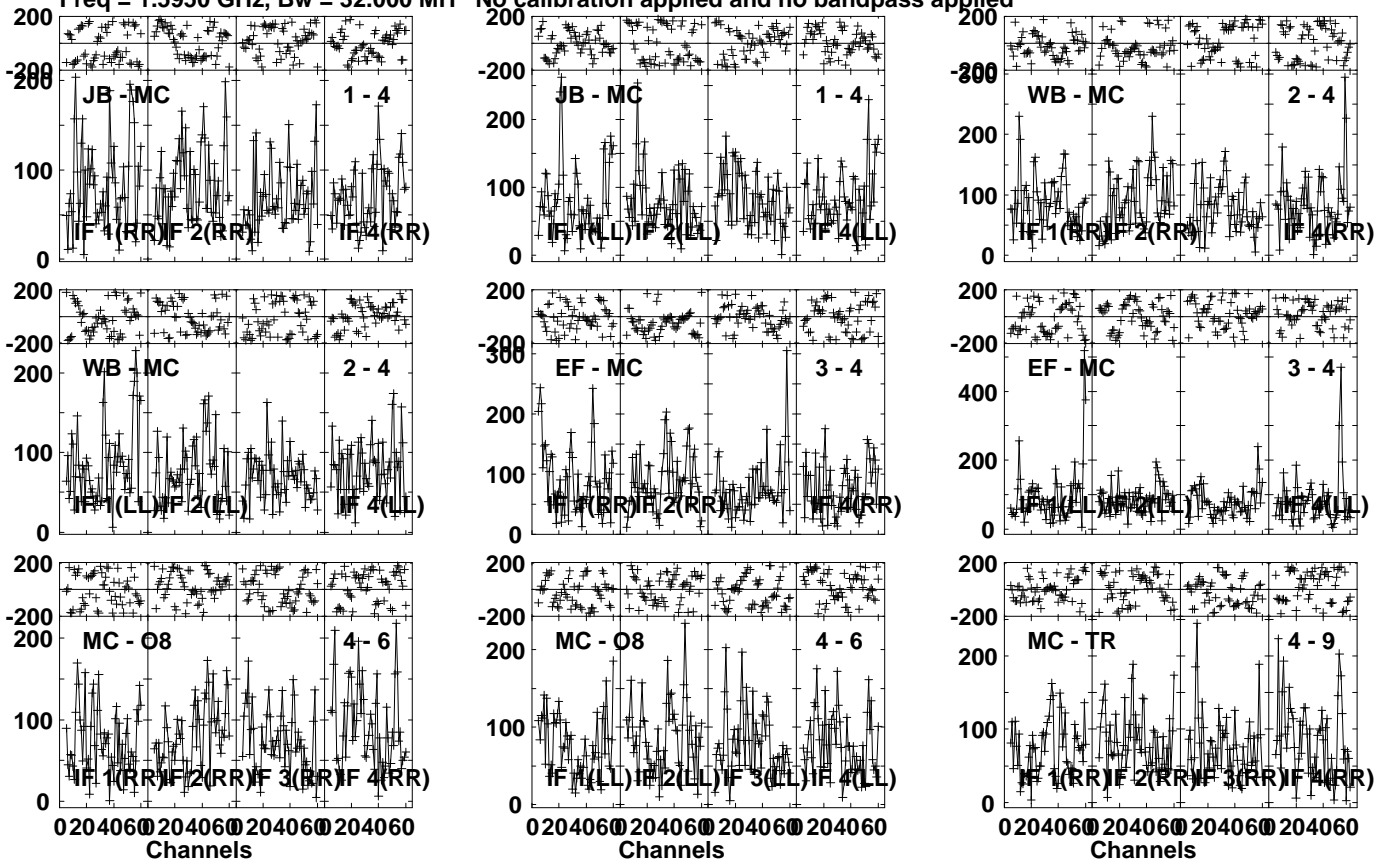 Freq = 1.5950 GHz, Bw = 32.000 MH No calibration applied and no bandpass applied
200 200 200
-200 -200 -200
200 JB - MC 1 - 4 JB - MC 1 - 4 300 WB - MC 2 - 4
200 200
100 100 100
IF 1(RR) IF 2(RR) IF 4(RR) IF 1(LL) IF 2(LL) IF 4(LL) IF 1(RR) IF 2(RR) IF 4(RR)
0 0 0
200 200 200
-200 -200 -200
WB - MC 2 - 4 300 EF - MC 3 - 4 EF - MC 3 - 4
200 200 400
100 100 200
IF 1(LL) IF 2(LL) IF 4(LL) IF 1(RR) IF 2(RR) IF 4(RR) IF 1(LL) IF 2(LL) IF 4(LL)
0 0 0
200 200 200
-200 -200 -200
200 MC - O8 4 - 6 MC - O8 4 - 6 MC - TR 4 - 9
200 200
100 100 100
IF 1(RR) IF 2(RR) IF 3(RR) IF 4(RR) IF 1(LL) IF 2(LL) IF 3(LL) IF 4(LL) IF 1(RR) IF 2(RR) IF 3(RR) IF 4(RR)
0 0 0
0 20 40 60 0 20 40 60 0 20 40 60 0 20 40 60 0 20 40 60 0 20 40 60 0 20 40 60 0 20 40 60 0 20 40 60 0 20 40 60 0 20 40 60 0 20 40 60
Channels Channels Channels